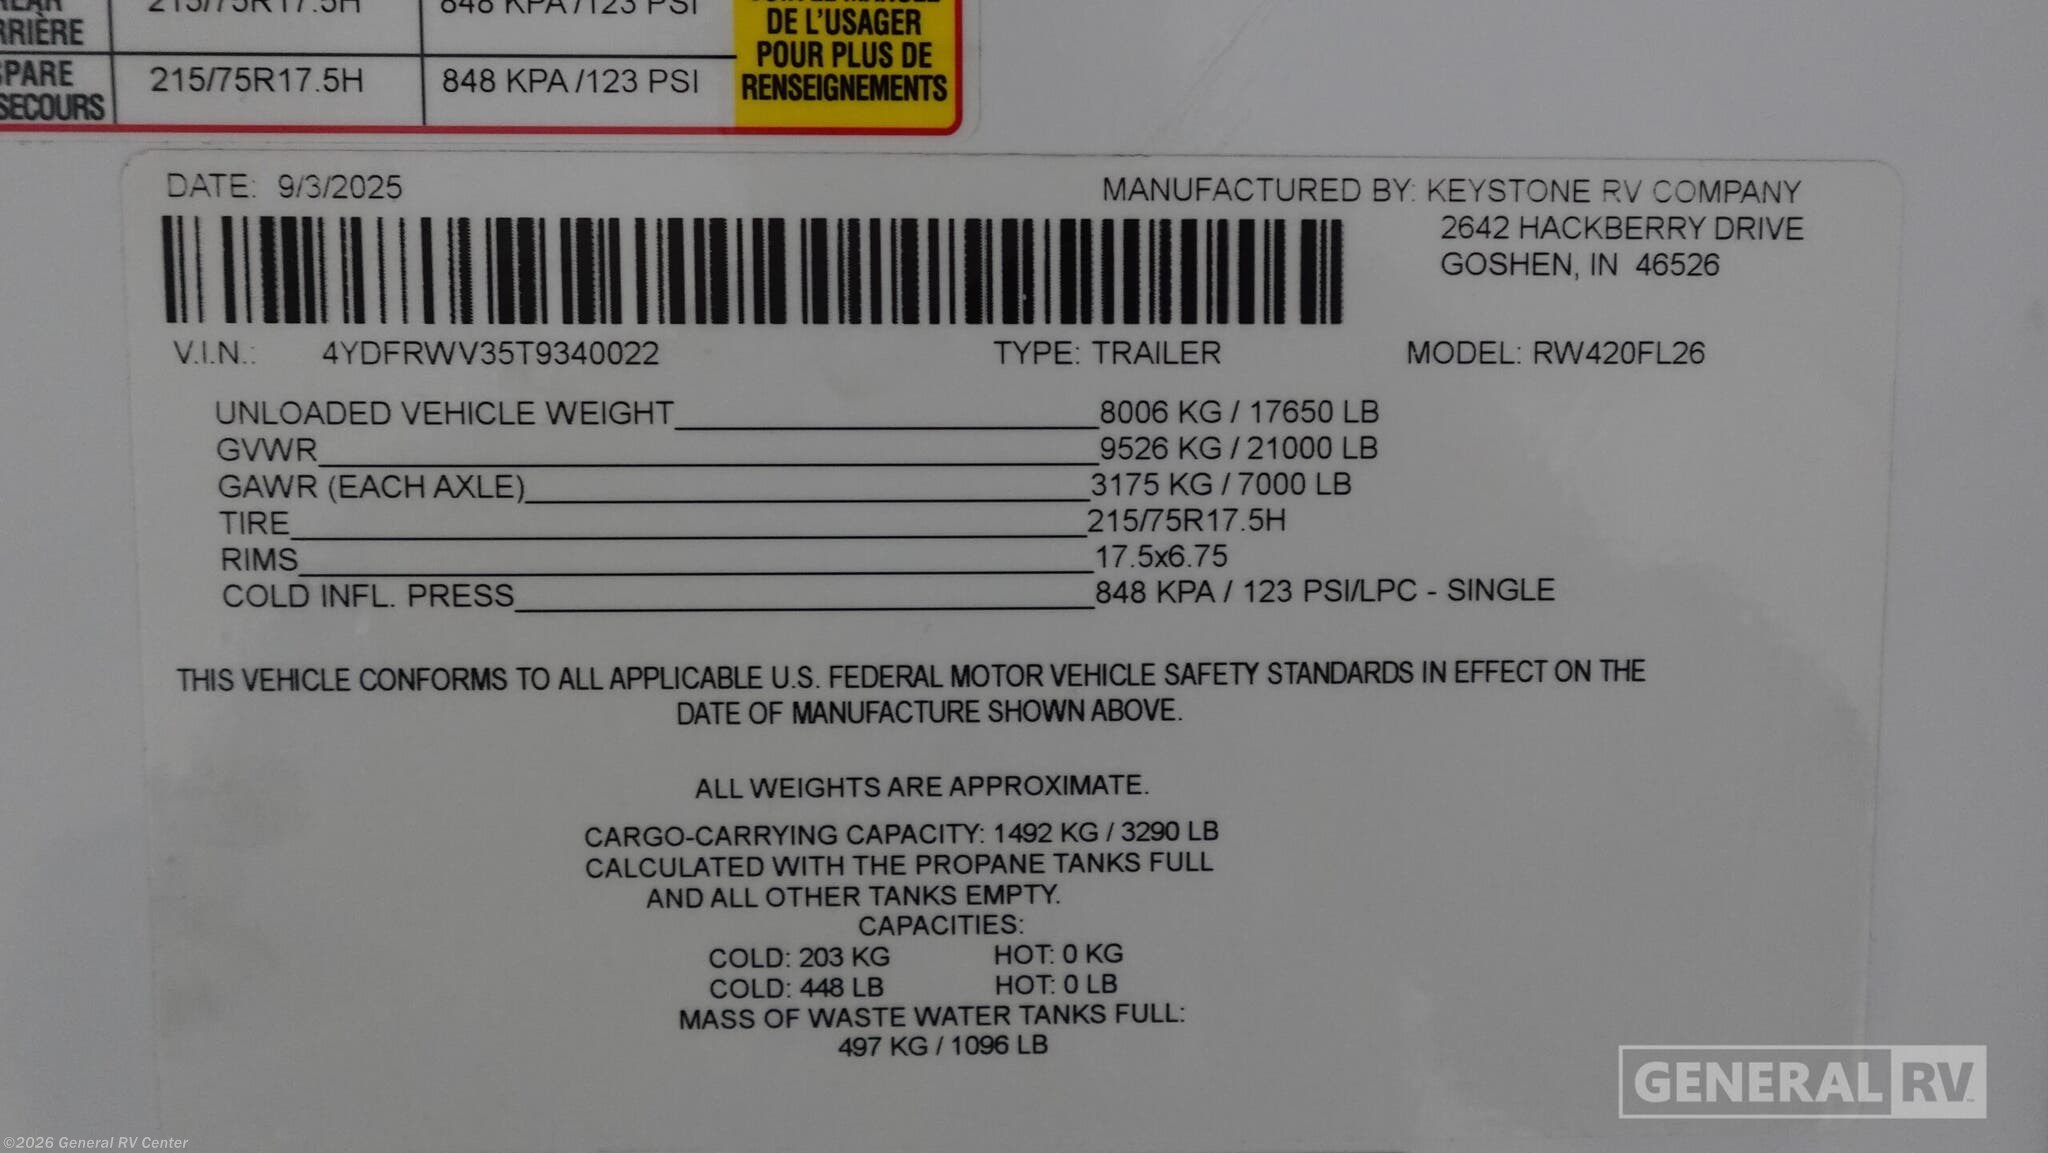 215/75R17.5H 848 KPA /123 PSI
DE L'USAGER
POUR PLUS DE
RENSEIGNEMENTS
SPARE 215/75R17.5H 848 KPA /123 PSI
SECOURS
DATE: 9/3/2025 MANUFACTURED BY: KEYSTONE RV COMPANY
2642 HACKBERRY DRIVE
GOSHEN, IN 46526
V.I.N.: 4YDFRWV35T9340022 TYPE: TRAILER MODEL: RW420FL26
UNLOADED VEHICLE WEIGHT 8006 KG / 17650 LB
GVWR 9526 KG / 21000 LB
GAWR (EACH AXLE) 3175 KG / 7000 LB
TIRE 215/75R17.5H
RIMS 17.5x6.75
COLD INFL. PRESS 848 KPA / 123 PSI/LPC - SINGLE
THIS VEHICLE CONFORMS TO ALL APPLICABLE U.S. FEDERAL MOTOR VEHICLE SAFETY STANDARDS IN EFFECT ON THE
DATE OF MANUFACTURE SHOWN ABOVE.
ALL WEIGHTS ARE APPROXIMATE.
CARGO-CARRYING CAPACITY: 1492 KG / 3290 LB
CALCULATED WITH THE PROPANE TANKS FULL
AND ALL OTHER TANKS EMPTY.
CAPACITIES:
COLD: 203 KG HOT: 0 KG
COLD: 448 LB HOT: 0 LB
MASS OF WASTE WATER TANKS FULL:
497 KG / 1096 LB
GENERAL RV
©2026 General RV Center